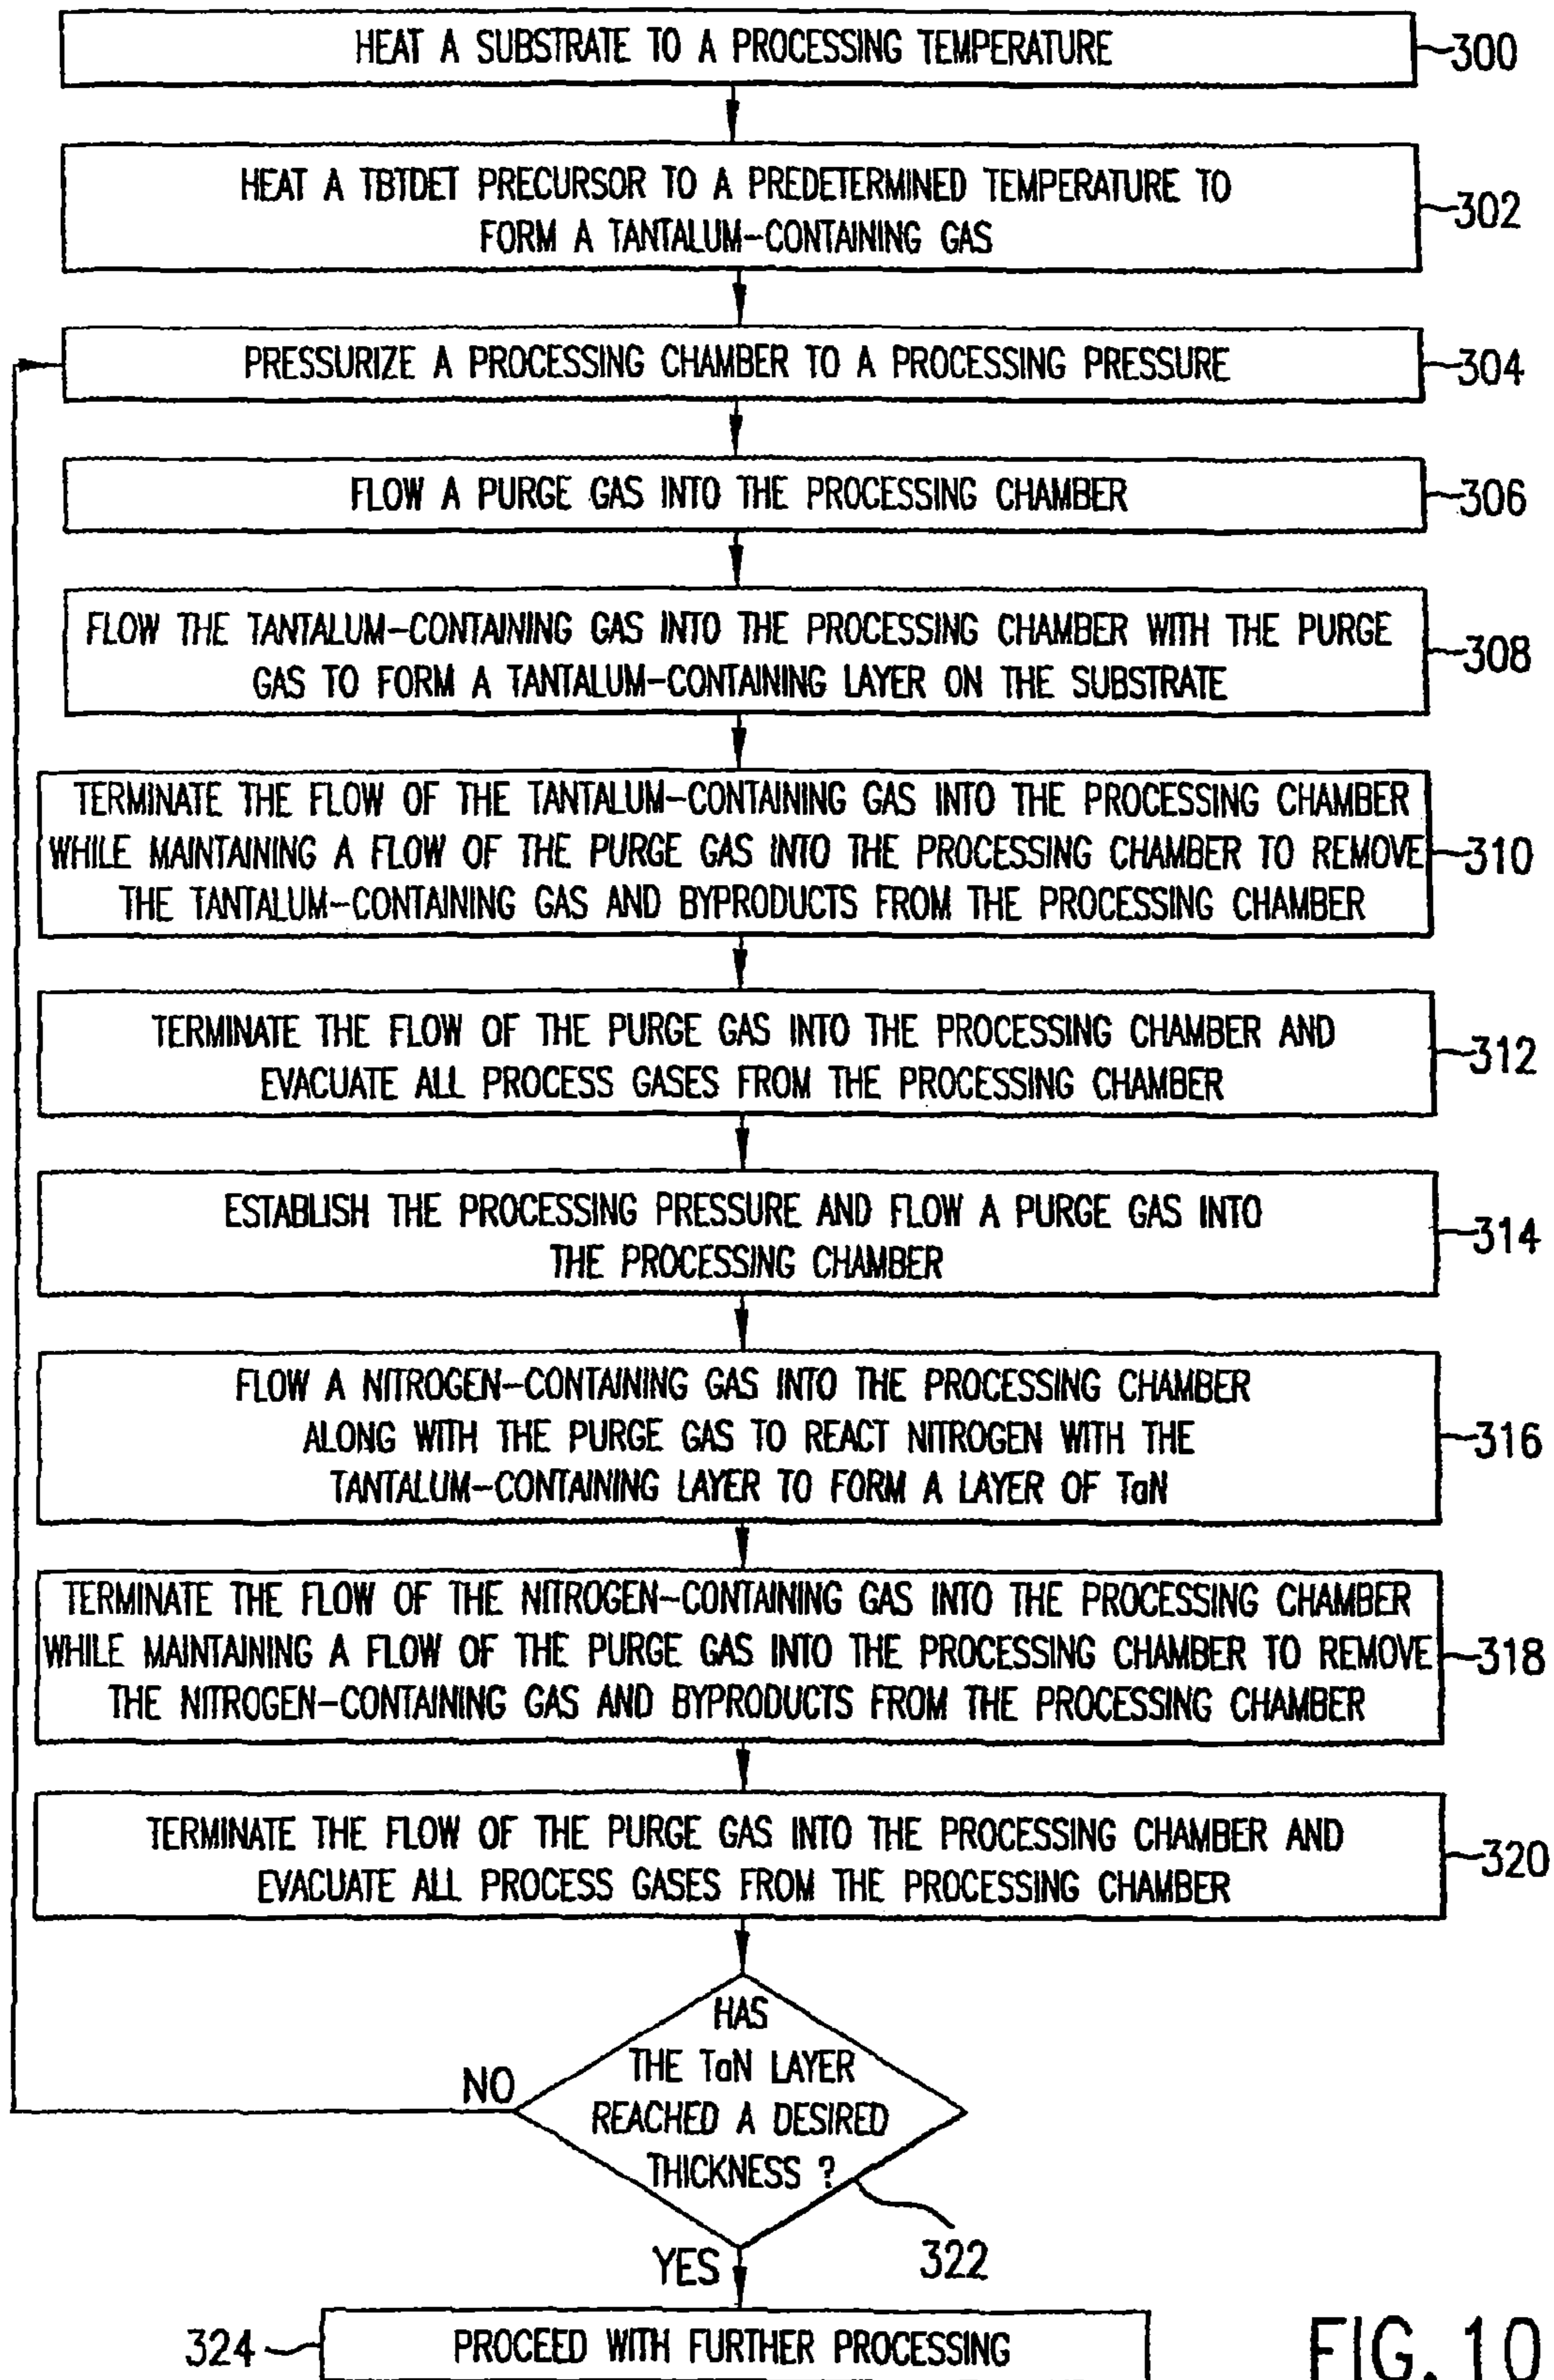 HEAT A SUBSTRATE TO A PROCESSING TEMPERATURE
300
HEAT A TBTDET PRECURSOR TO A PREDETERMINED TEMPERATURE TO
FORM A TANTALUM-CONTAINING GAS
302
PRESSURIZE A PROCESSING CHAMBER TO A PROCESSING PRESSURE
304
FLOW A PURGE GAS INTO THE PROCESSING CHAMBER
306
FLOW THE TANTALUM-CONTAINING GAS INTO THE PROCESSING CHAMBER WITH THE PURGE
GAS TO FORM A TANTALUM-CONTAINING LAYER ON THE SUBSTRATE
308
TERMINATE THE FLOW OF THE TANTALUM-CONTAINING GAS INTO THE PROCESSING CHAMBER
WHILE MAINTAINING A FLOW OF THE PURGE GAS INTO THE PROCESSING CHAMBER TO REMOVE
THE TANTALUM-CONTAINING GAS AND BYPRODUCTS FROM THE PROCESSING CHAMBER
310
TERMINATE THE FLOW OF THE PURGE GAS INTO THE PROCESSING CHAMBER AND
EVACUATE ALL PROCESS GASES FROM THE PROCESSING CHAMBER
312
ESTABLISH THE PROCESSING PRESSURE AND FLOW A PURGE GAS INTO
THE PROCESSING CHAMBER
314
FLOW A NITROGEN-CONTAINING GAS INTO THE PROCESSING CHAMBER
ALONG WITH THE PURGE GAS TO REACT NITROGEN WITH THE
TANTALUM-CONTAINING LAYER TO FORM A LAYER OF TaN
316
TERMINATE THE FLOW OF THE NITROGEN-CONTAINING GAS INTO THE PROCESSING CHAMBER
WHILE MAINTAINING A FLOW OF THE PURGE GAS INTO THE PROCESSING CHAMBER TO REMOVE
THE NITROGEN-CONTAINING GAS AND BYPRODUCTS FROM THE PROCESSING CHAMBER
318
TERMINATE THE FLOW OF THE PURGE GAS INTO THE PROCESSING CHAMBER AND
EVACUATE ALL PROCESS GASES FROM THE PROCESSING CHAMBER
320
HAS
THE TaN LAYER
REACHED A DESIRED
THICKNESS ?
NO
322
YES
324
PROCEED WITH FURTHER PROCESSING
FIG. 10